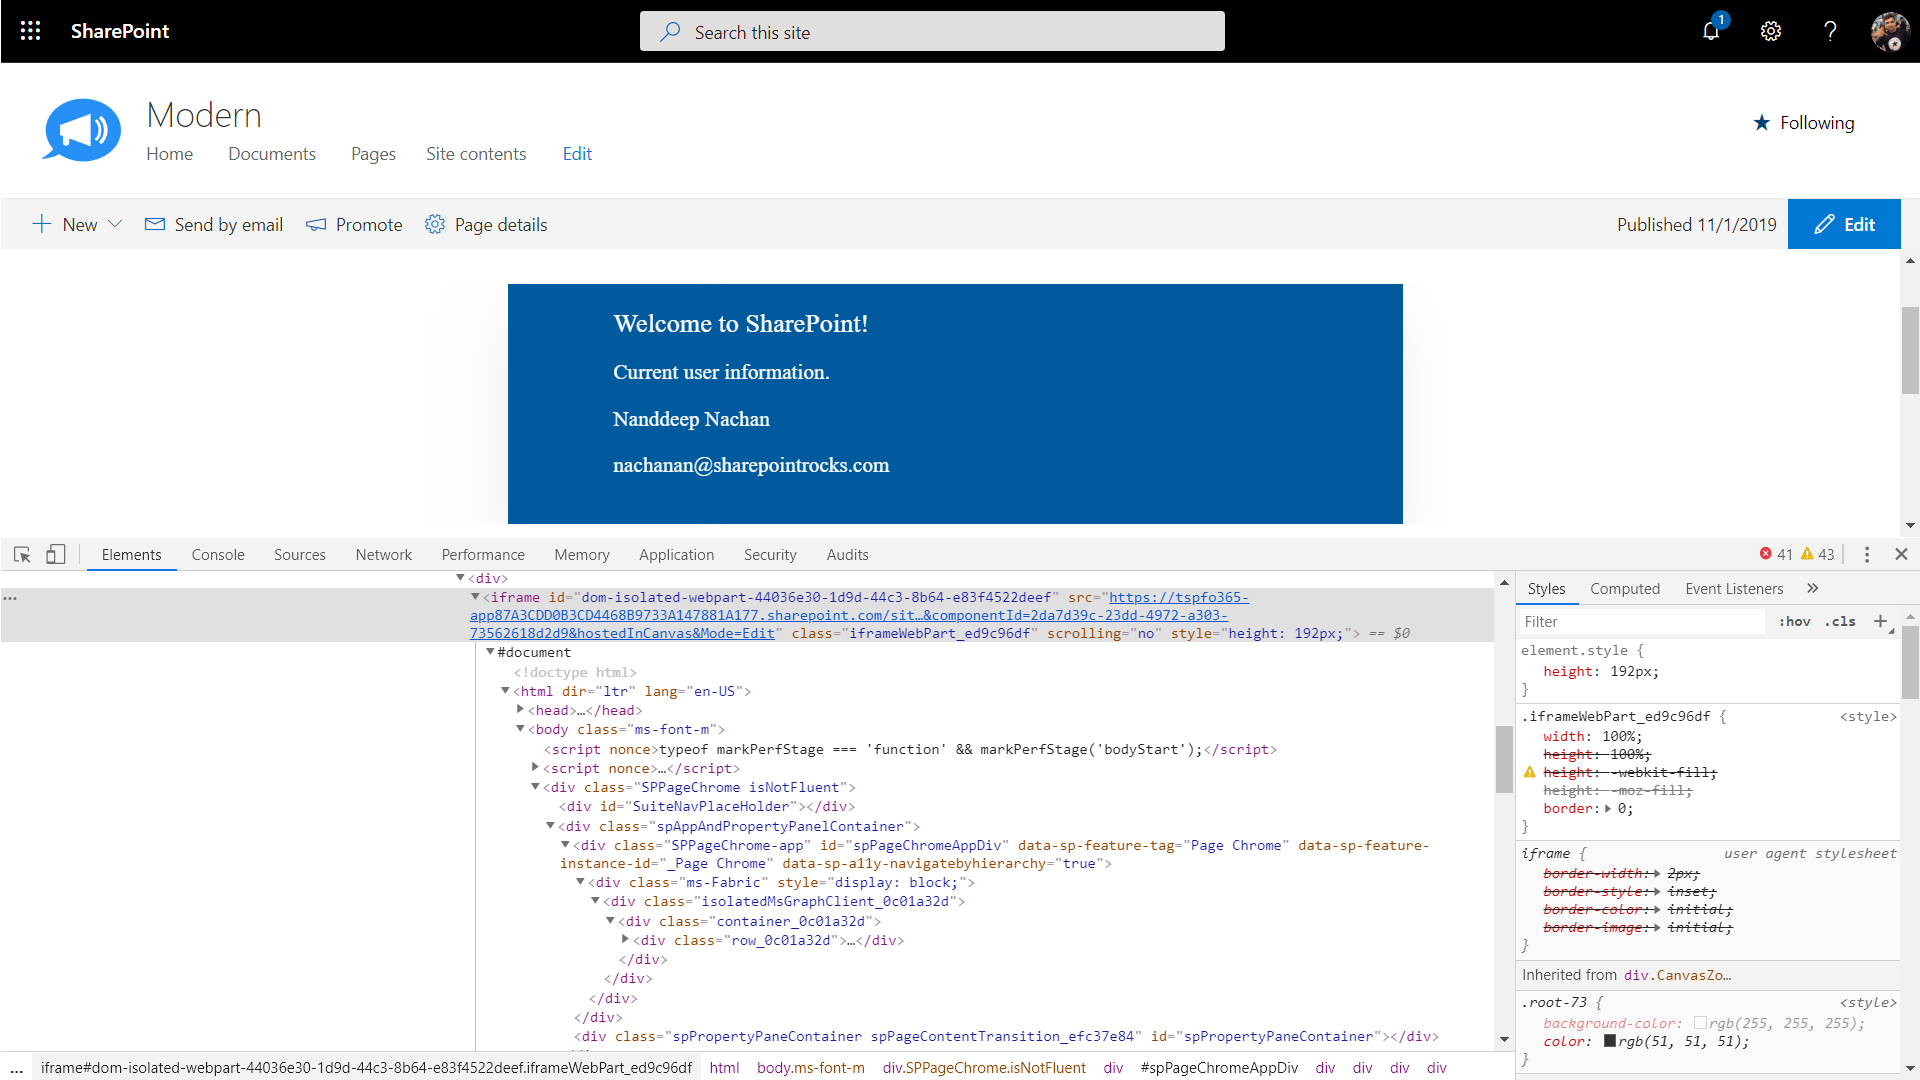 SharePoint
Search this site
1
Modern
Home Documents Pages Site contents Edit
Following
New Send by email Promote Page details
Published 11/1/2019 Edit
Welcome to SharePoint!
Current user information.
Nanddeep Nachan
nachanan@sharepointrocks.com
Elements Console Sources Network Performance Memory Application Security Audits
41 43
<div>
<iframe id="dom-isolated-webpart-44036e30-1d9d-44c3-8b64-e83f4522deef" src="https://tspfo365-
app87A3CDD0B3CD4468B9733A147881A177.sharepoint.com/sit…&componentId=2da7d39c-23dd-4972-a303-
73562618d2d9&hostedInCanvas&Mode=Edit" class="iframeWebPart_ed9c96df" scrolling="no" style="height: 192px;"> == $0
#document
<!doctype html>
<html dir="ltr" lang="en-US">
<head>…</head>
<body class="ms-font-m">
<script nonce>typeof markPerfStage === 'function' && markPerfStage('bodyStart');</script>
<script nonce>…</script>
<div class="SPPageChrome isNotFluent">
<div id="SuiteNavPlaceHolder"></div>
<div class="spAppAndPropertyPanelContainer">
<div class="SPPageChrome-app" id="spPageChromeAppDiv" data-sp-feature-tag="Page Chrome" data-sp-feature-
instance-id="_Page Chrome" data-sp-a11y-navigatebyhierarchy="true">
<div class="ms-Fabric" style="display: block;">
<div class="isolatedMsGraphClient_0c01a32d">
<div class="container_0c01a32d">
<div class="row_0c01a32d">…</div>
</div>
</div>
</div>
</div>
<div class="spPropertyPaneContainer spPageContentTransition_efc37e84" id="spPropertyPaneContainer"></div>
Styles Computed Event Listeners »
Filter :hov .cls +
element.style {
height: 192px;
}
.iframeWebPart_ed9c96df { <style>
width: 100%;
height: 100%;
height: -webkit-fill;
height: -moz-fill;
border: 0;
}
iframe { user agent stylesheet
border-width: 2px;
border-style: inset;
border-color: initial;
border-image: initial;
}
Inherited from div.CanvasZo…
.root-73 { <style>
background-color: rgb(255, 255, 255);
color: rgb(51, 51, 51);
}
... iframe#dom-isolated-webpart-44036e30-1d9d-44c3-8b64-e83f4522deef.iframeWebPart_ed9c96df html body.ms-font-m div.SPPageChrome.isNotFluent div #spPageChromeAppDiv div div div div